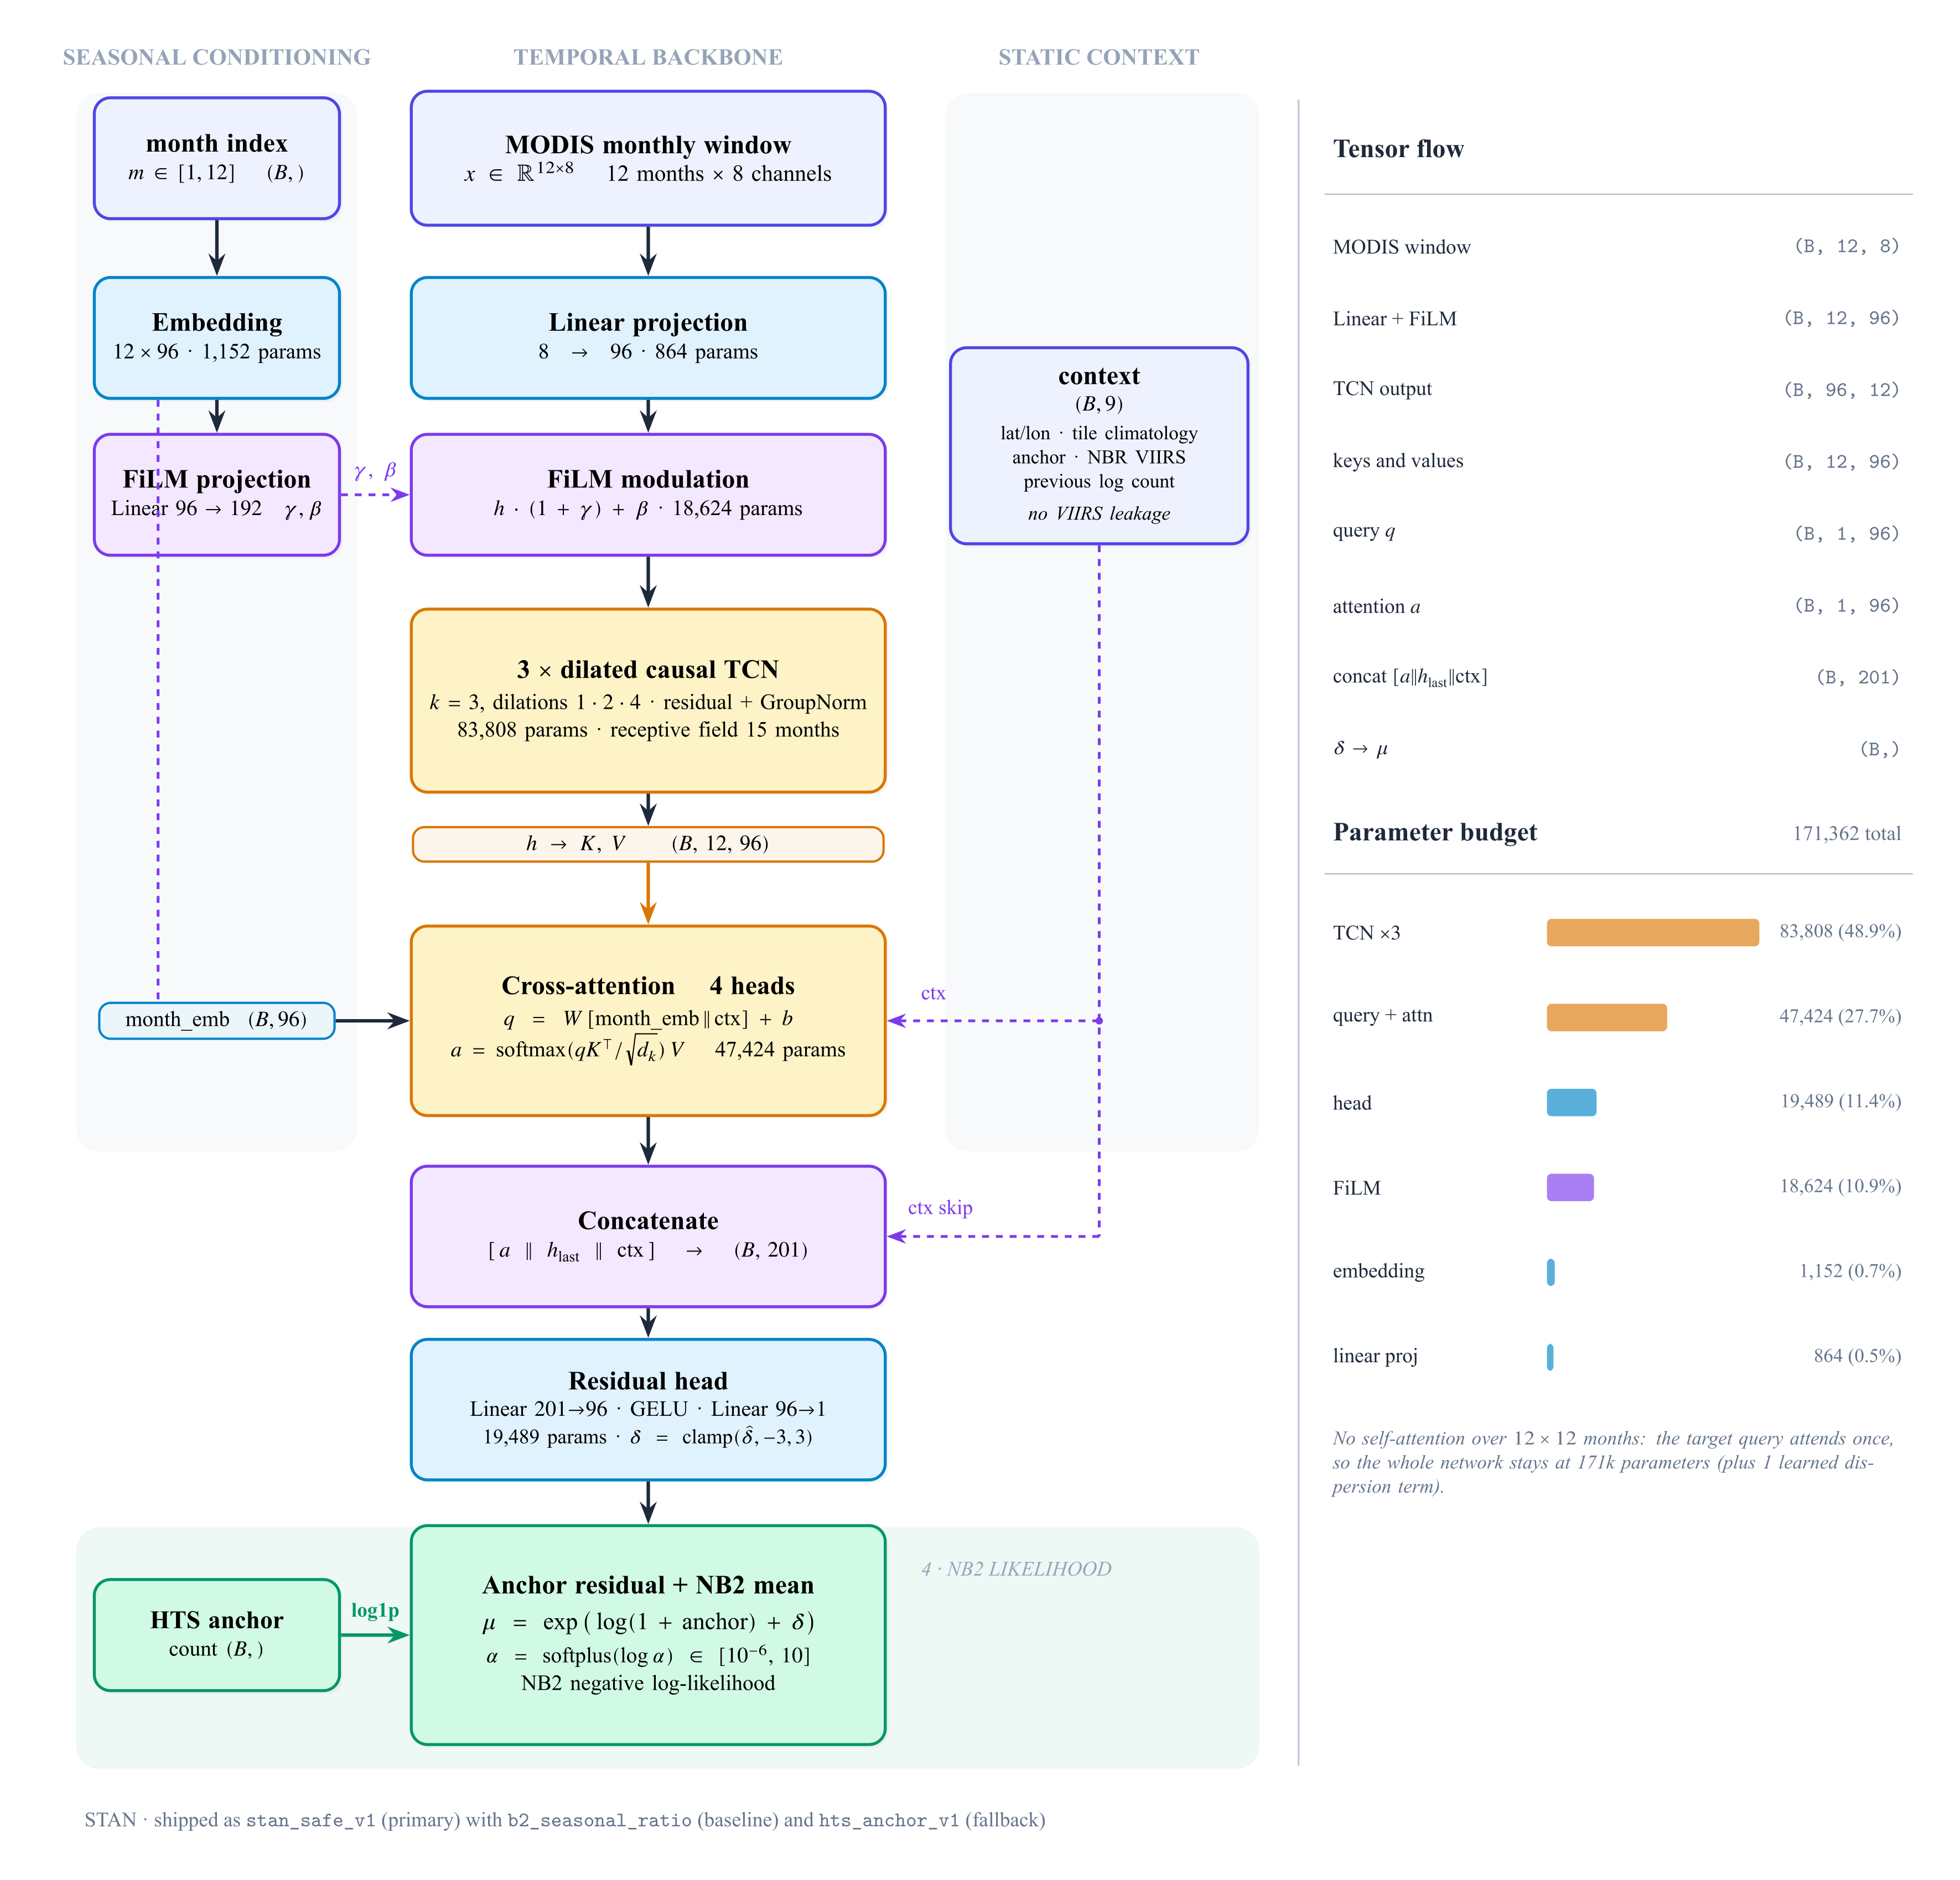 SEASONAL CONDITIONING
TEMPORAL BACKBONE
STATIC CONTEXT
month index
m ∈ [1, 12] (B,)
Embedding
12 × 96 · 1,152 params
FiLM projection
Linear 96 → 192 γ, β
γ, β
month_emb (B, 96)
MODIS monthly window
x ∈ ℝ^{12×8} 12 months × 8 channels
Linear projection
8 → 96 · 864 params
FiLM modulation
h · (1 + γ) + β · 18,624 params
3 × dilated causal TCN
k = 3, dilations 1 · 2 · 4 · residual + GroupNorm
83,808 params · receptive field 15 months
h → K, V (B, 12, 96)
Cross-attention 4 heads
q = W [month_emb ‖ ctx] + b
a = softmax(qK^⊤/√d_k) V 47,424 params
Concatenate
[ a ‖ h_last ‖ ctx ] → (B, 201)
Residual head
Linear 201→96 · GELU · Linear 96→1
19,489 params · δ = clamp(δ̂, −3, 3)
context
(B, 9)
lat/lon · tile climatology
anchor · NBR VIIRS
previous log count
no VIIRS leakage
ctx
ctx skip
HTS anchor
count (B,)
log1p
Anchor residual + NB2 mean
μ = exp ( log(1 + anchor) + δ )
α = softplus(log α) ∈ [10^{−6}, 10]
NB2 negative log-likelihood
4 · NB2 LIKELIHOOD
Tensor flow
MODIS window (B, 12, 8)
Linear + FiLM (B, 12, 96)
TCN output (B, 96, 12)
keys and values (B, 12, 96)
query q (B, 1, 96)
attention a (B, 1, 96)
concat [a‖h_last‖ctx] (B, 201)
δ → μ (B,)
Parameter budget 171,362 total
TCN ×3 83,808 (48.9%)
query + attn 47,424 (27.7%)
head 19,489 (11.4%)
FiLM 18,624 (10.9%)
embedding 1,152 (0.7%)
linear proj 864 (0.5%)
No self-attention over 12 × 12 months: the target query attends once,
so the whole network stays at 171k parameters (plus 1 learned dis-
persion term).
STAN · shipped as stan_safe_v1 (primary) with b2_seasonal_ratio (baseline) and hts_anchor_v1 (fallback)